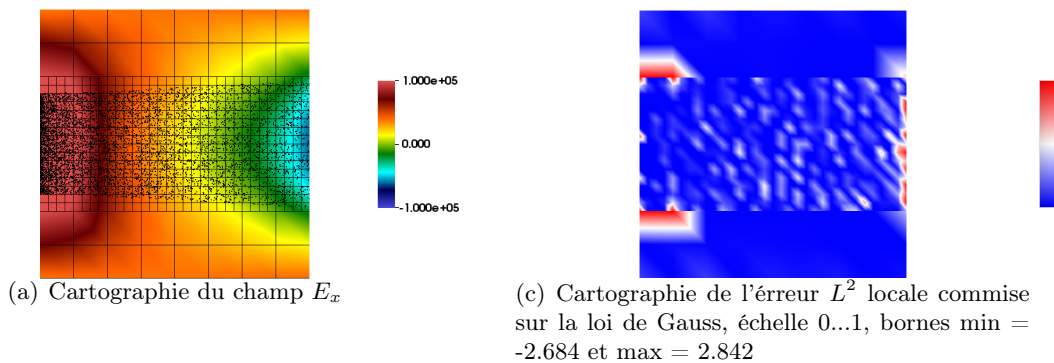 1.000e+05
0.000
-1.000e+05
(a) Cartographie du champ E_x
(c) Cartographie de l'érreur L^2 locale commise
sur la loi de Gauss, échelle 0...1, bornes min =
-2.684 et max = 2.842